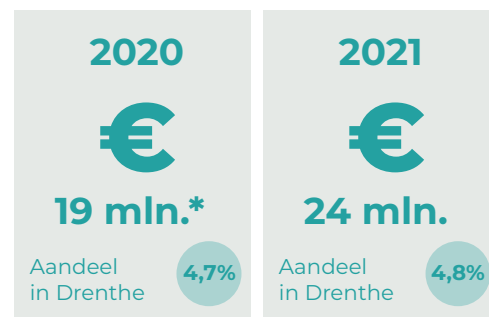 2020
€
19 mln.*
Aandeel
in Drenthe
4,7%
2021
€
24 mln.
Aandeel
in Drenthe
4,8%